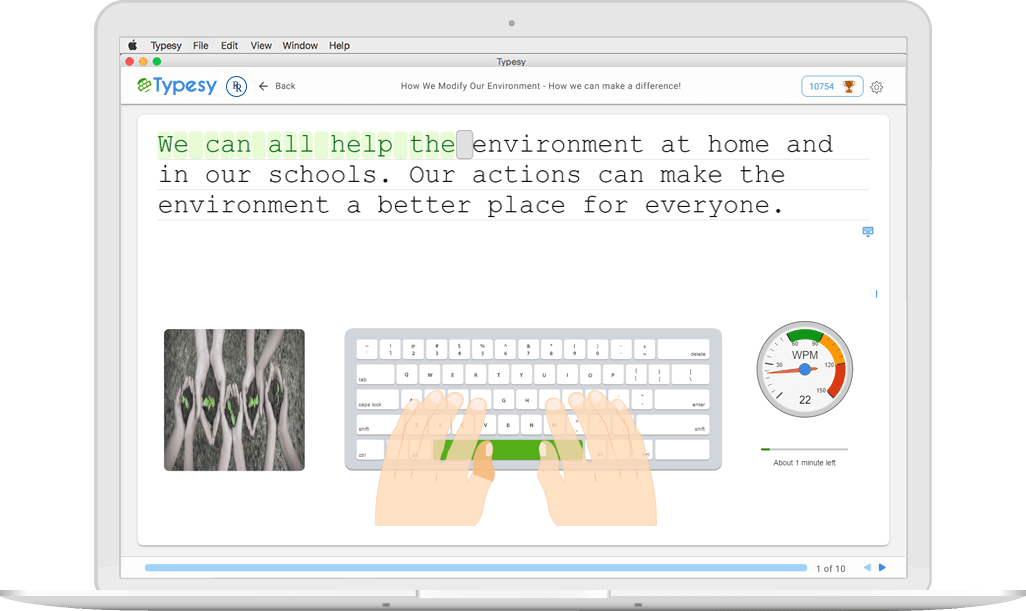 Typesy File Edit View Window Help
Typesy
Typesy R Back How We Modify Our Environment - How we can make a difference! 10754
We can all help the environment at home and
in our schools. Our actions can make the
environment a better place for everyone.
~ ! @ # $ % ^ & * ( ) - +
` 1 2 3 4 5 6 7 8 9 0 - = delete
tab Q W E R T Y U I O P { } |
[ ] \
caps lock A G H " ' enter
shift Z X V B N < shift
ctrl alt alt ctrl
60 90
WPM
30 120
150
22
About 1 minute left
1 of 10